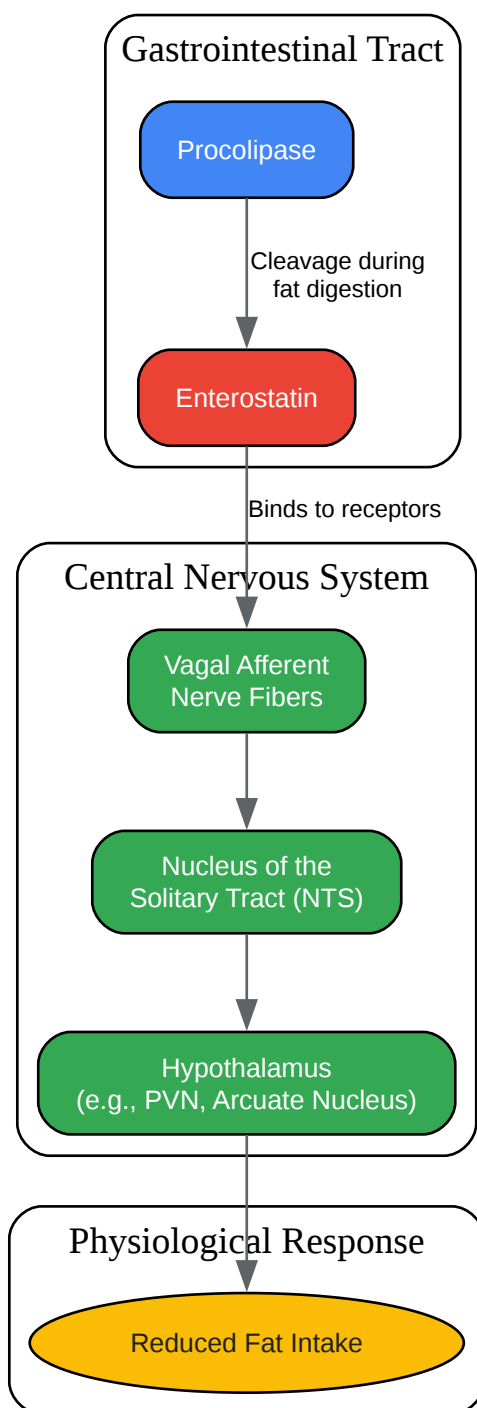 Gastrointestinal Tract
Procolipase
Cleavage during
fat digestion
Enterostatin
Binds to receptors
Central Nervous System
Vagal Afferent
Nerve Fibers
Nucleus of the
Solitary Tract (NTS)
Hypothalamus
(e.g., PVN, Arcuate Nucleus)
Physiological Response
Reduced Fat Intake